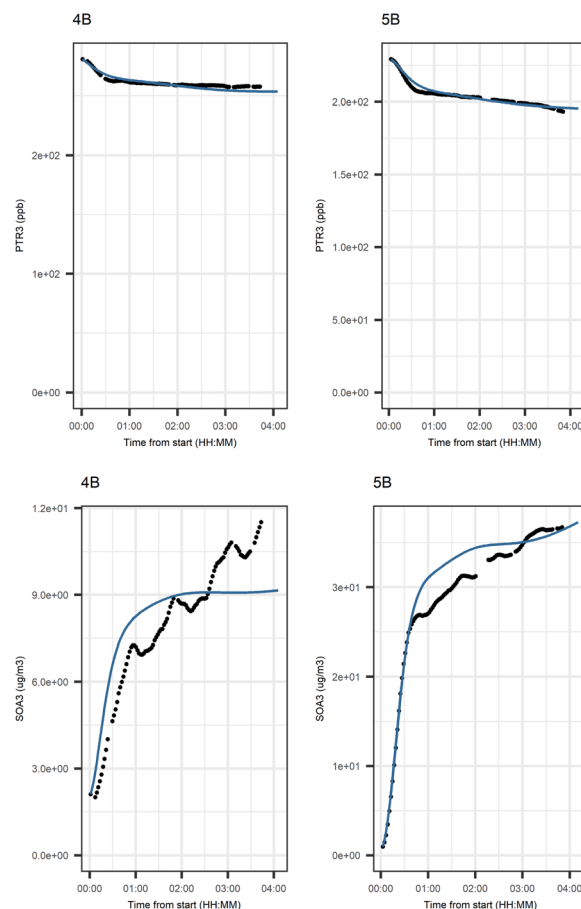 4B
5B
2e+02
1e+02
0e+00
PTR3 (ppb)
00:00 01:00 02:00 03:00 04:00
Time from start (HH:MM)
2.0e+02
1.5e+02
1.0e+02
5.0e+01
0.0e+00
PTR3 (ppb)
00:00 01:00 02:00 03:00 04:00
Time from start (HH:MM)
4B
5B
1.2e+01
9.0e+00
6.0e+00
3.0e+00
0.0e+00
SOA3 (ug/m3)
00:00 01:00 02:00 03:00 04:00
Time from start (HH:MM)
3e+01
2e+01
1e+01
0e+00
SOA3 (ug/m3)
00:00 01:00 02:00 03:00 04:00
Time from start (HH:MM)